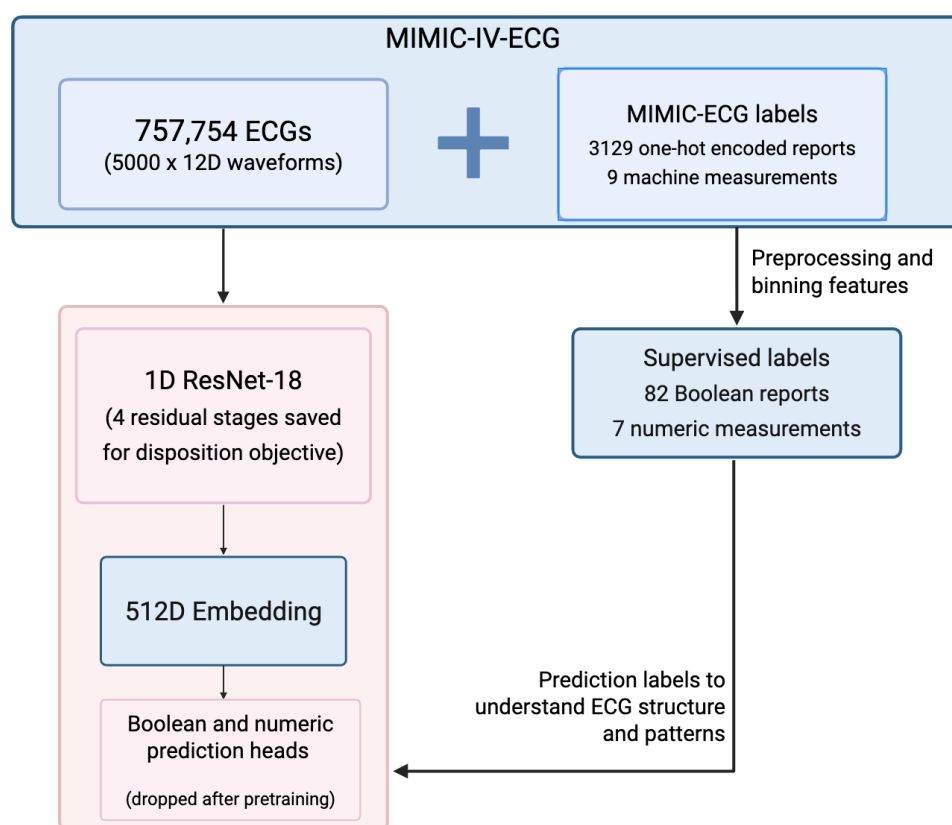 MIMIC-IV-ECG
757,754 ECGs
(5000 x 12D waveforms)
MIMIC-ECG labels
3129 one-hot encoded reports
9 machine measurements
Preprocessing and
binning features
1D ResNet-18
(4 residual stages saved
for disposition objective)
Supervised labels
82 Boolean reports
7 numeric measurements
512D Embedding
Prediction labels to
understand ECG structure
and patterns
Boolean and numeric
prediction heads
(dropped after pretraining)